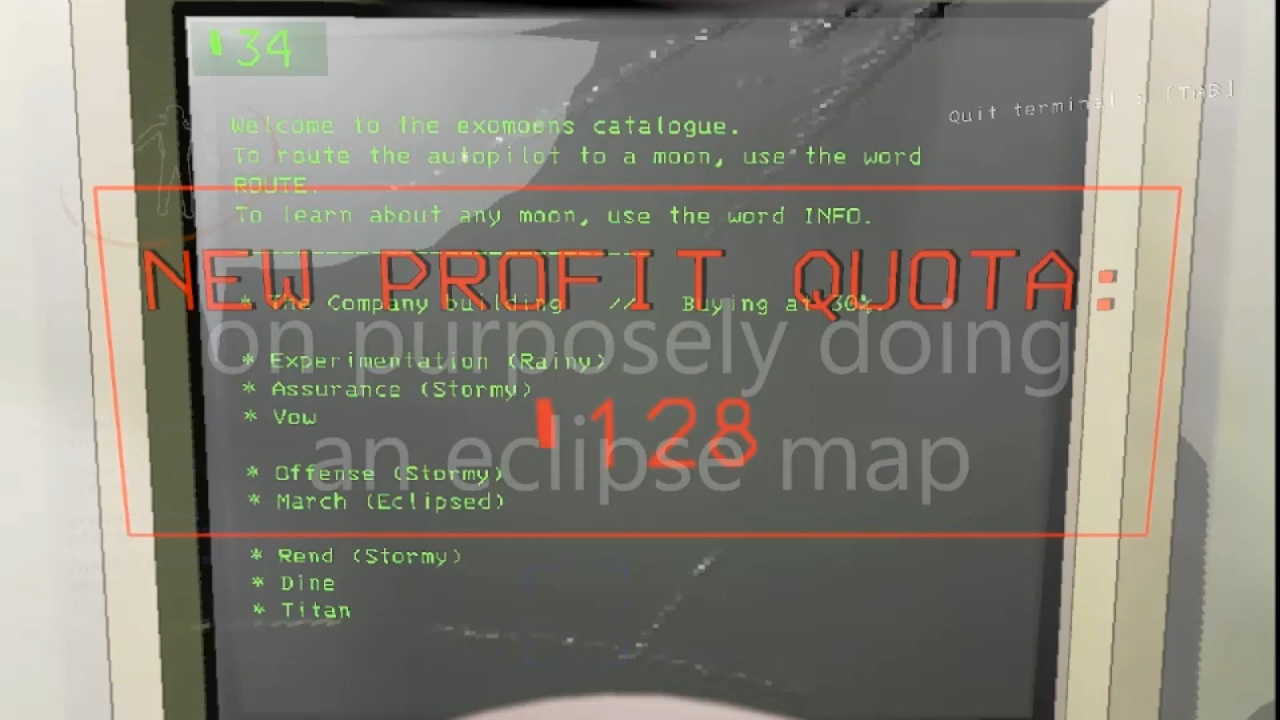 ▮34
Quit terminal : [TAB]
Welcome to the exomoons catalogue.
To route the autopilot to a moon, use the word
ROUTE.
To learn about any moon, use the word INFO.
NEW PROFIT QUOTA:
* The Company building // Buying at 30%.
on purposely doing
* Experimentation (Rainy)
* Assurance (Stormy)
* Vow
▮128
an eclipse map
* Offense (Stormy)
* March (Eclipsed)
* Rend (Stormy)
* Dine
* Titan